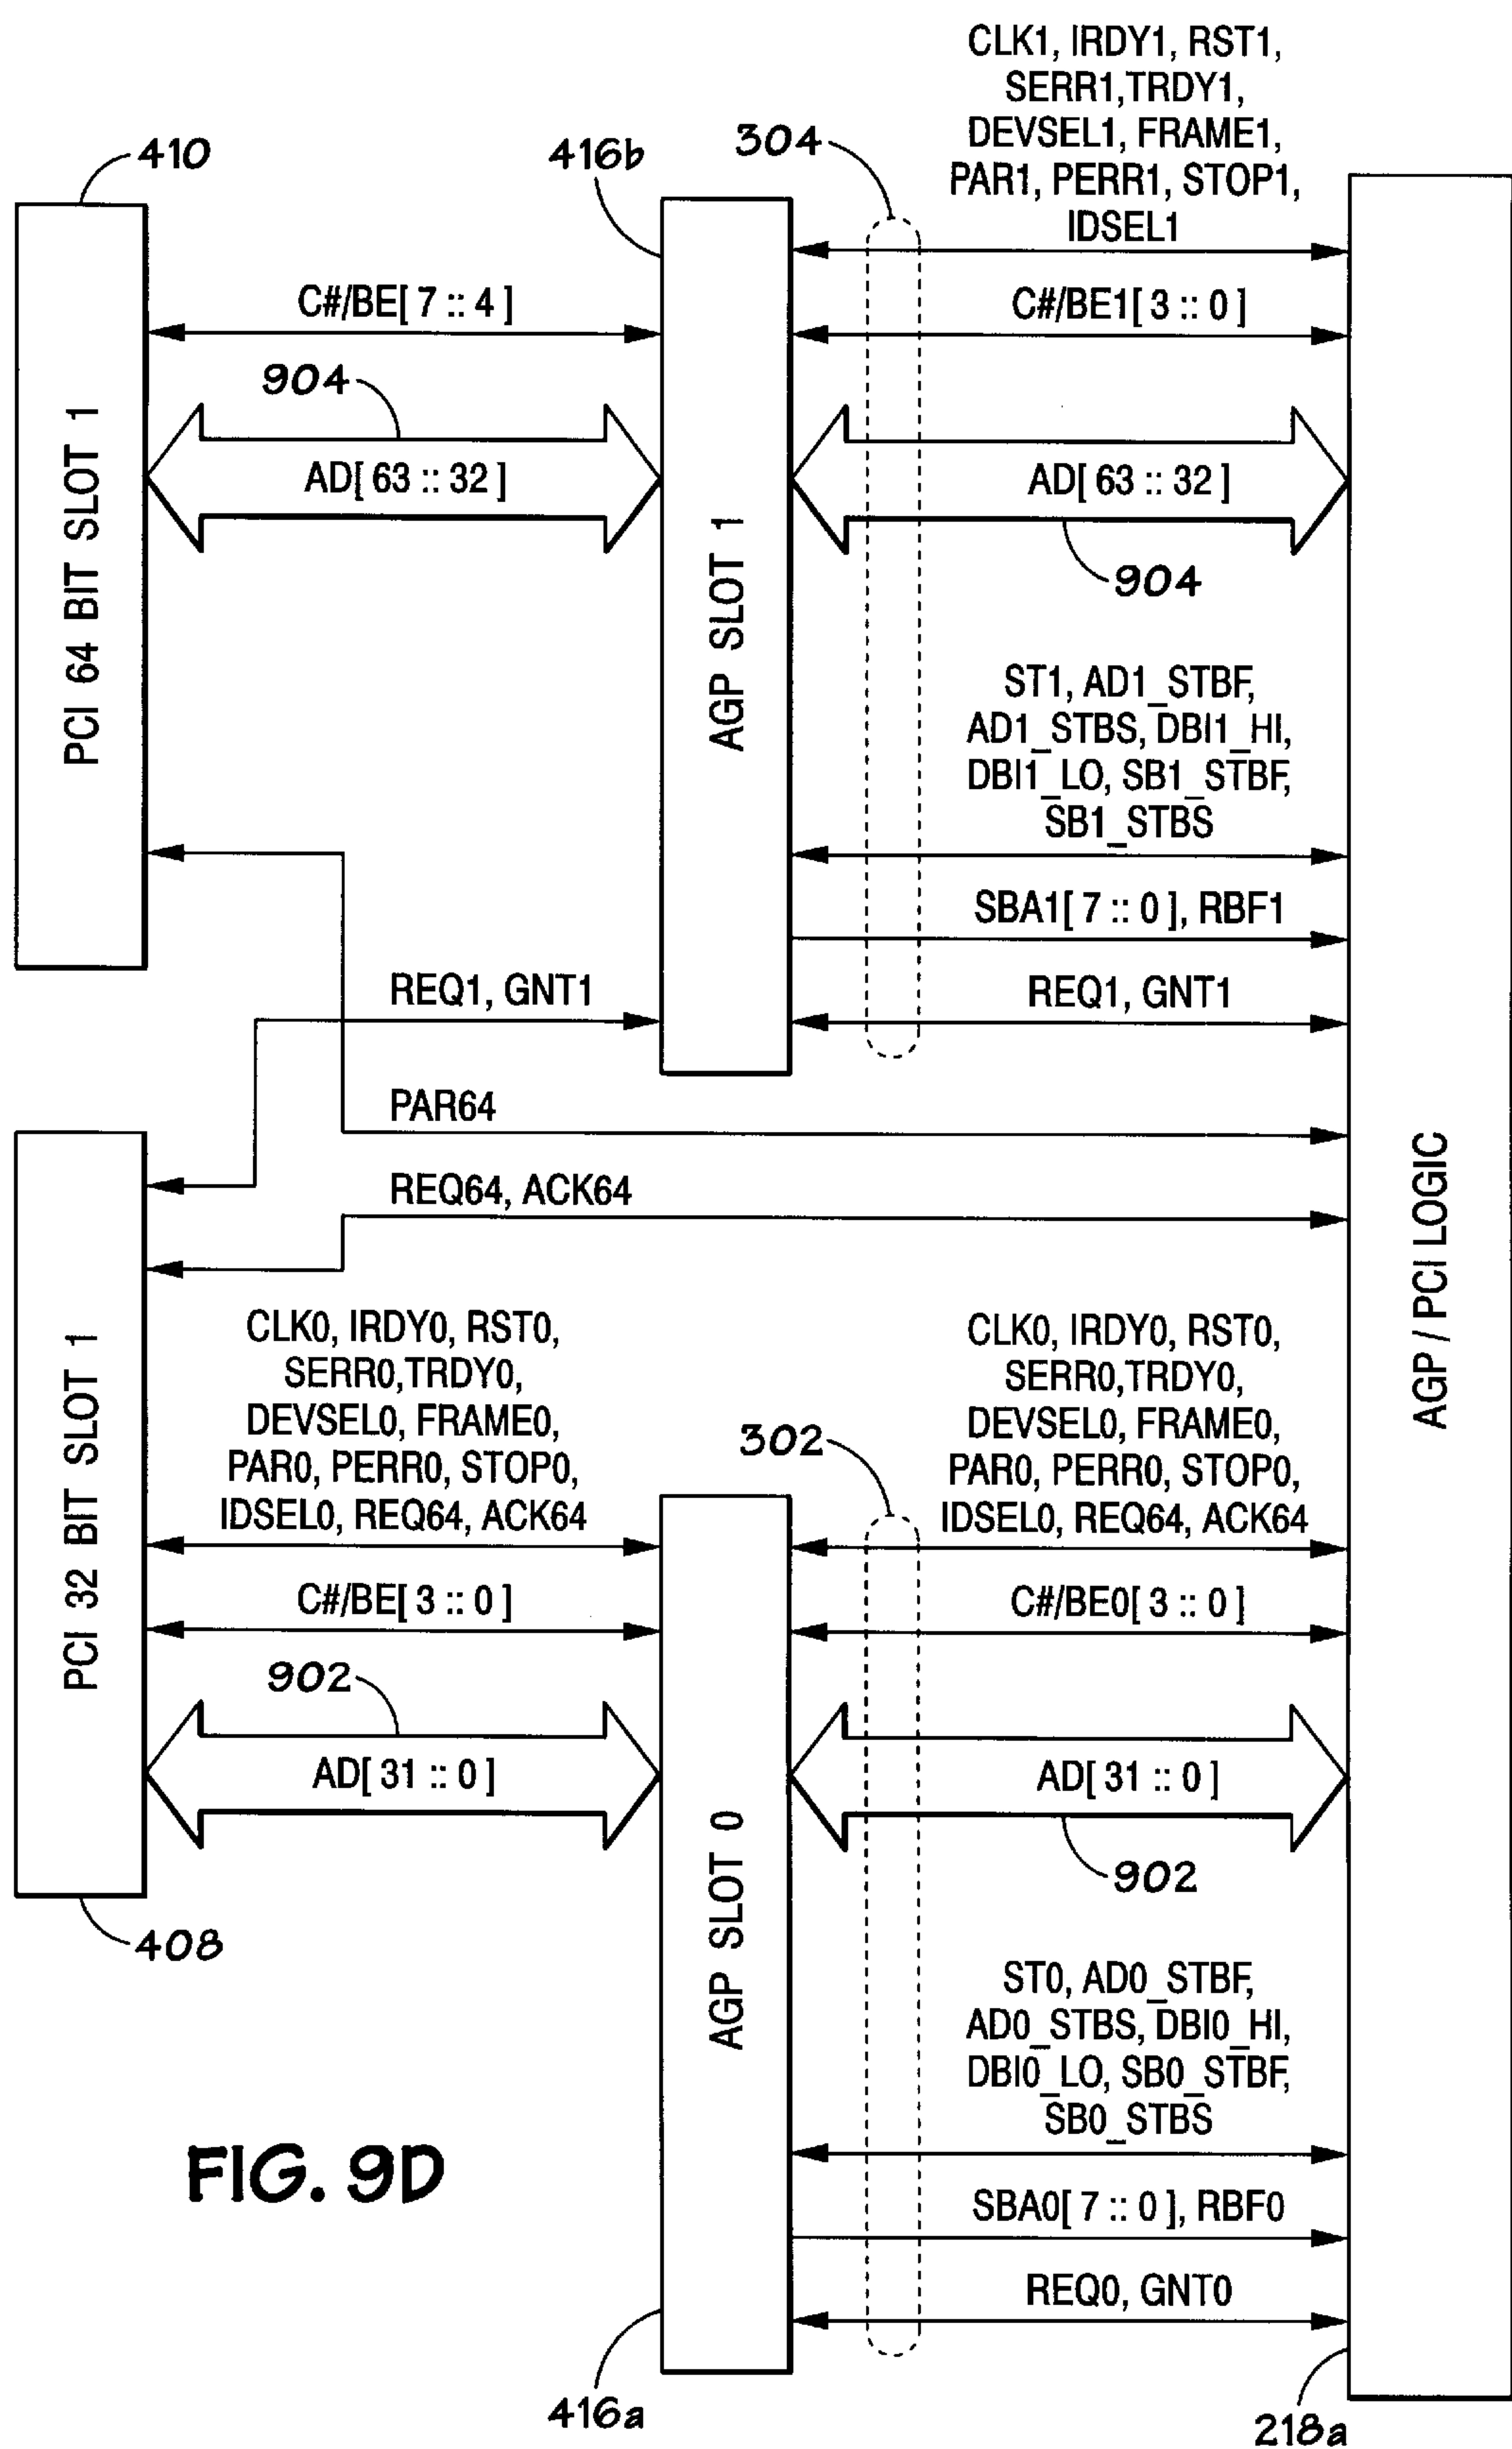 CLK1, IRDY1, RST1,
SERR1,TRDY1,
DEVSEL1, FRAME1,
PAR1, PERR1, STOP1,
IDSEL1
410
416b
304
C#/BE[ 7 :: 4 ]
C#/BE1[ 3 :: 0 ]
904
AD[ 63 :: 32 ]
AD[ 63 :: 32 ]
904
PCI 64 BIT SLOT 1
AGP SLOT 1
ST1, AD1_STBF,
AD1_STBS, DBI1_HI,
DBI1_LO, SB1_STBF,
SB1_STBS
SBA1[ 7 :: 0 ], RBF1
REQ1, GNT1
REQ1, GNT1
PAR64
REQ64, ACK64
AGP / PCI LOGIC
CLK0, IRDY0, RST0,
SERR0,TRDY0,
DEVSEL0, FRAME0,
PAR0, PERR0, STOP0,
IDSEL0, REQ64, ACK64
CLK0, IRDY0, RST0,
SERR0,TRDY0,
DEVSEL0, FRAME0,
PAR0, PERR0, STOP0,
IDSEL0, REQ64, ACK64
302
PCI 32 BIT SLOT 1
C#/BE[ 3 :: 0 ]
C#/BE0[ 3 :: 0 ]
902
AD[ 31 :: 0 ]
AD[ 31 :: 0 ]
902
408
AGP SLOT 0
ST0, AD0_STBF,
AD0_STBS, DBI0_HI,
DBI0_LO, SB0_STBF,
SB0_STBS
SBA0[ 7 :: 0 ], RBF0
REQ0, GNT0
FIG. 9D
416a
218a